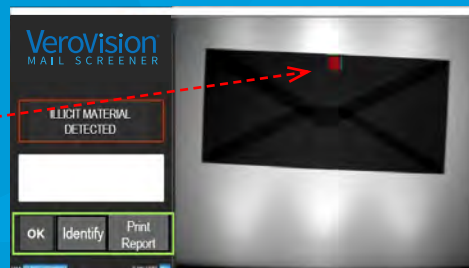 VeroVision
MAIL SCREENER
ILLICIT MATERIAL
DETECTED
OK
Identify
Print
Report